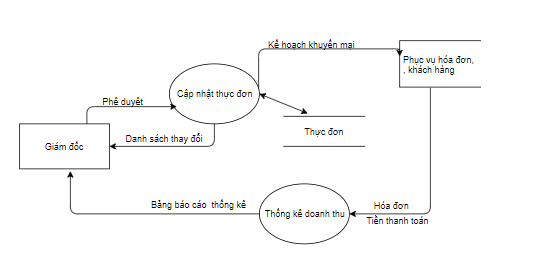 Kế hoạch khuyến mại
Phục vụ hóa đơn,
, khách hàng
Cập nhật thực đơn
Phê duyệt
Thực đơn
Danh sách thay đổi
Giám đốc
Bảng báo cáo thống kê
Hóa đơn
Thống kê doanh thu
Tiền thanh toán